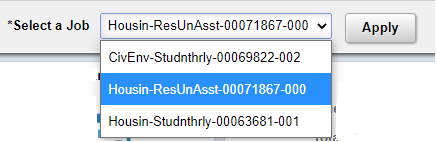 *Select a Job Housin-ResUnAsst-00071867-000 Apply
CivEnv-Studnthrly-00069822-002
Housin-ResUnAsst-00071867-000
Housin-Studnthrly-00063681-001